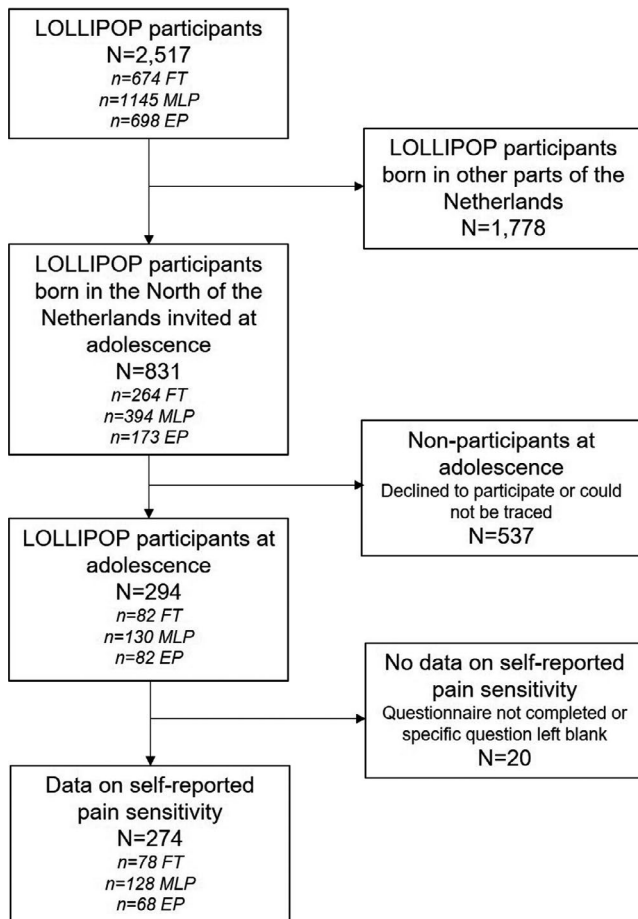 LOLLIPOP participants
N=2,517
n=674 FT
n=1145 MLP
n=698 EP
LOLLIPOP participants
born in other parts of the
Netherlands
N=1,778
LOLLIPOP participants
born in the North of the
Netherlands invited at
adolescence
N=831
n=264 FT
n=394 MLP
n=173 EP
Non-participants at
adolescence
Declined to participate or could
not be traced
N=537
LOLLIPOP participants at
adolescence
N=294
n=82 FT
n=130 MLP
n=82 EP
No data on self-reported
pain sensitivity
Questionnaire not completed or
specific question left blank
N=20
Data on self-reported
pain sensitivity
N=274
n=78 FT
n=128 MLP
n=68 EP